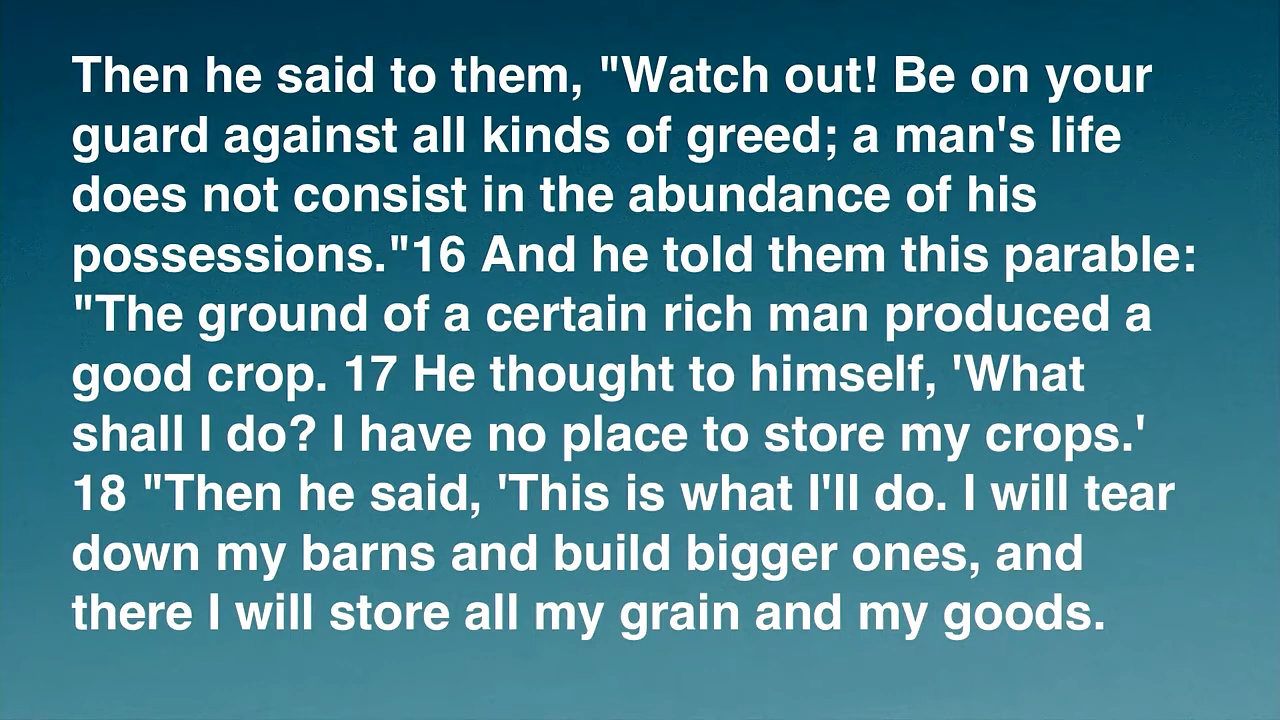 Then he said to them, "Watch out! Be on your
guard against all kinds of greed; a man's life
does not consist in the abundance of his
possessions."16 And he told them this parable:
"The ground of a certain rich man produced a
good crop. 17 He thought to himself, 'What
shall I do? I have no place to store my crops.'
18 "Then he said, 'This is what I'll do. I will tear
down my barns and build bigger ones, and
there I will store all my grain and my goods.